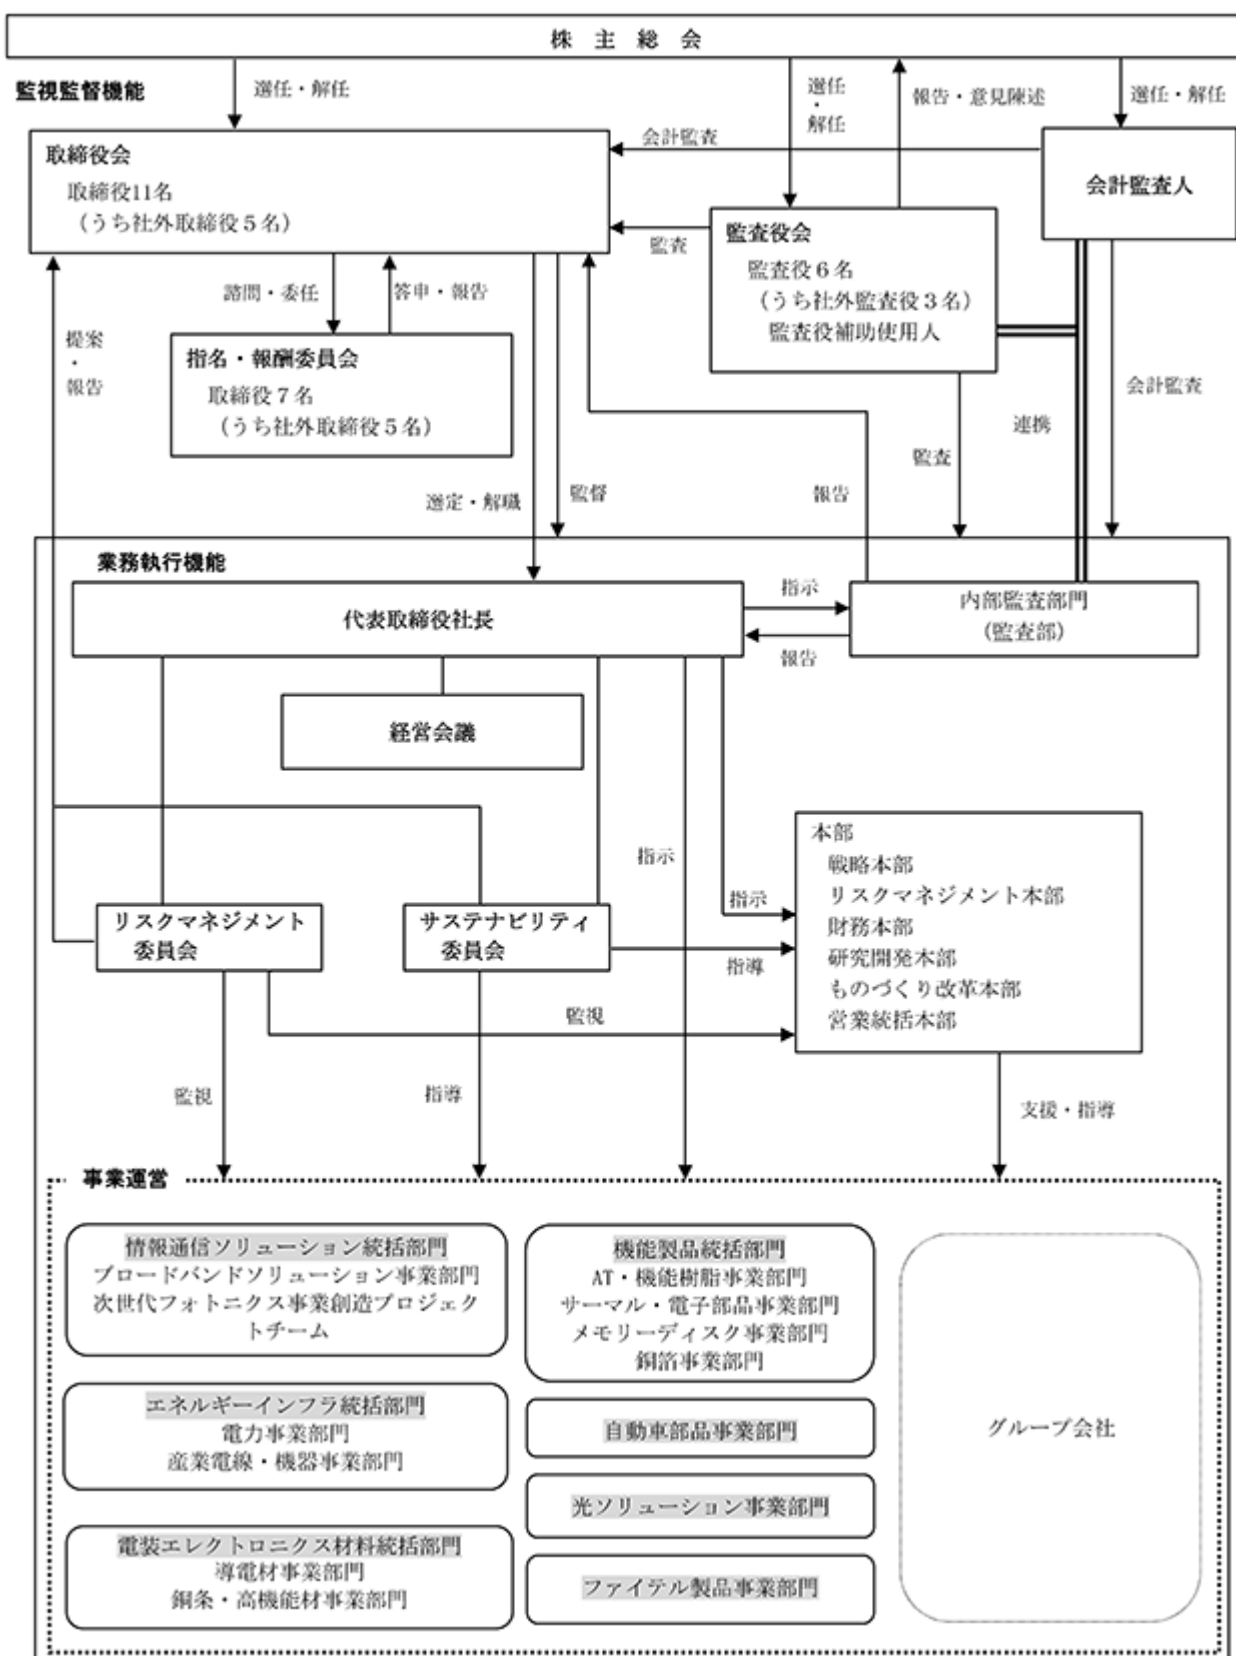 株主総会
監視監督機能
選任・解任
選任
・
解任
報告・意見陳述
選任・解任
取締役会
取締役11名
（うち社外取締役５名）
会計監査
会計監査人
監査
監査役会
監査役６名
（うち社外監査役３名）
監査役補助使用人
諮問・委任
答申・報告
提案
・
報告
指名・報酬委員会
取締役７名
（うち社外取締役５名）
会計監査
連携
監査
報告
選定・解職
監督
業務執行機能
代表取締役社長
指示
報告
内部監査部門
（監査部）
経営会議
指示
指示
本部
戦略本部
リスクマネジメント本部
財務本部
研究開発本部
ものづくり改革本部
営業統括本部
リスクマネジメント
委員会
サステナビリティ
委員会
指導
監視
監視
指導
支援・指導
事業運営
情報通信ソリューション統括部門
ブロードバンドソリューション事業部門
次世代フォトニクス事業創造プロジェク
トチーム
エネルギーインフラ統括部門
電力事業部門
産業電線・機器事業部門
電装エレクトロニクス材料統括部門
導電材事業部門
銅条・高機能材事業部門
機能製品統括部門
AT・機能樹脂事業部門
サーマル・電子部品事業部門
メモリーディスク事業部門
銅箔事業部門
自動車部品事業部門
光ソリューション事業部門
ファイテル製品事業部門
グループ会社